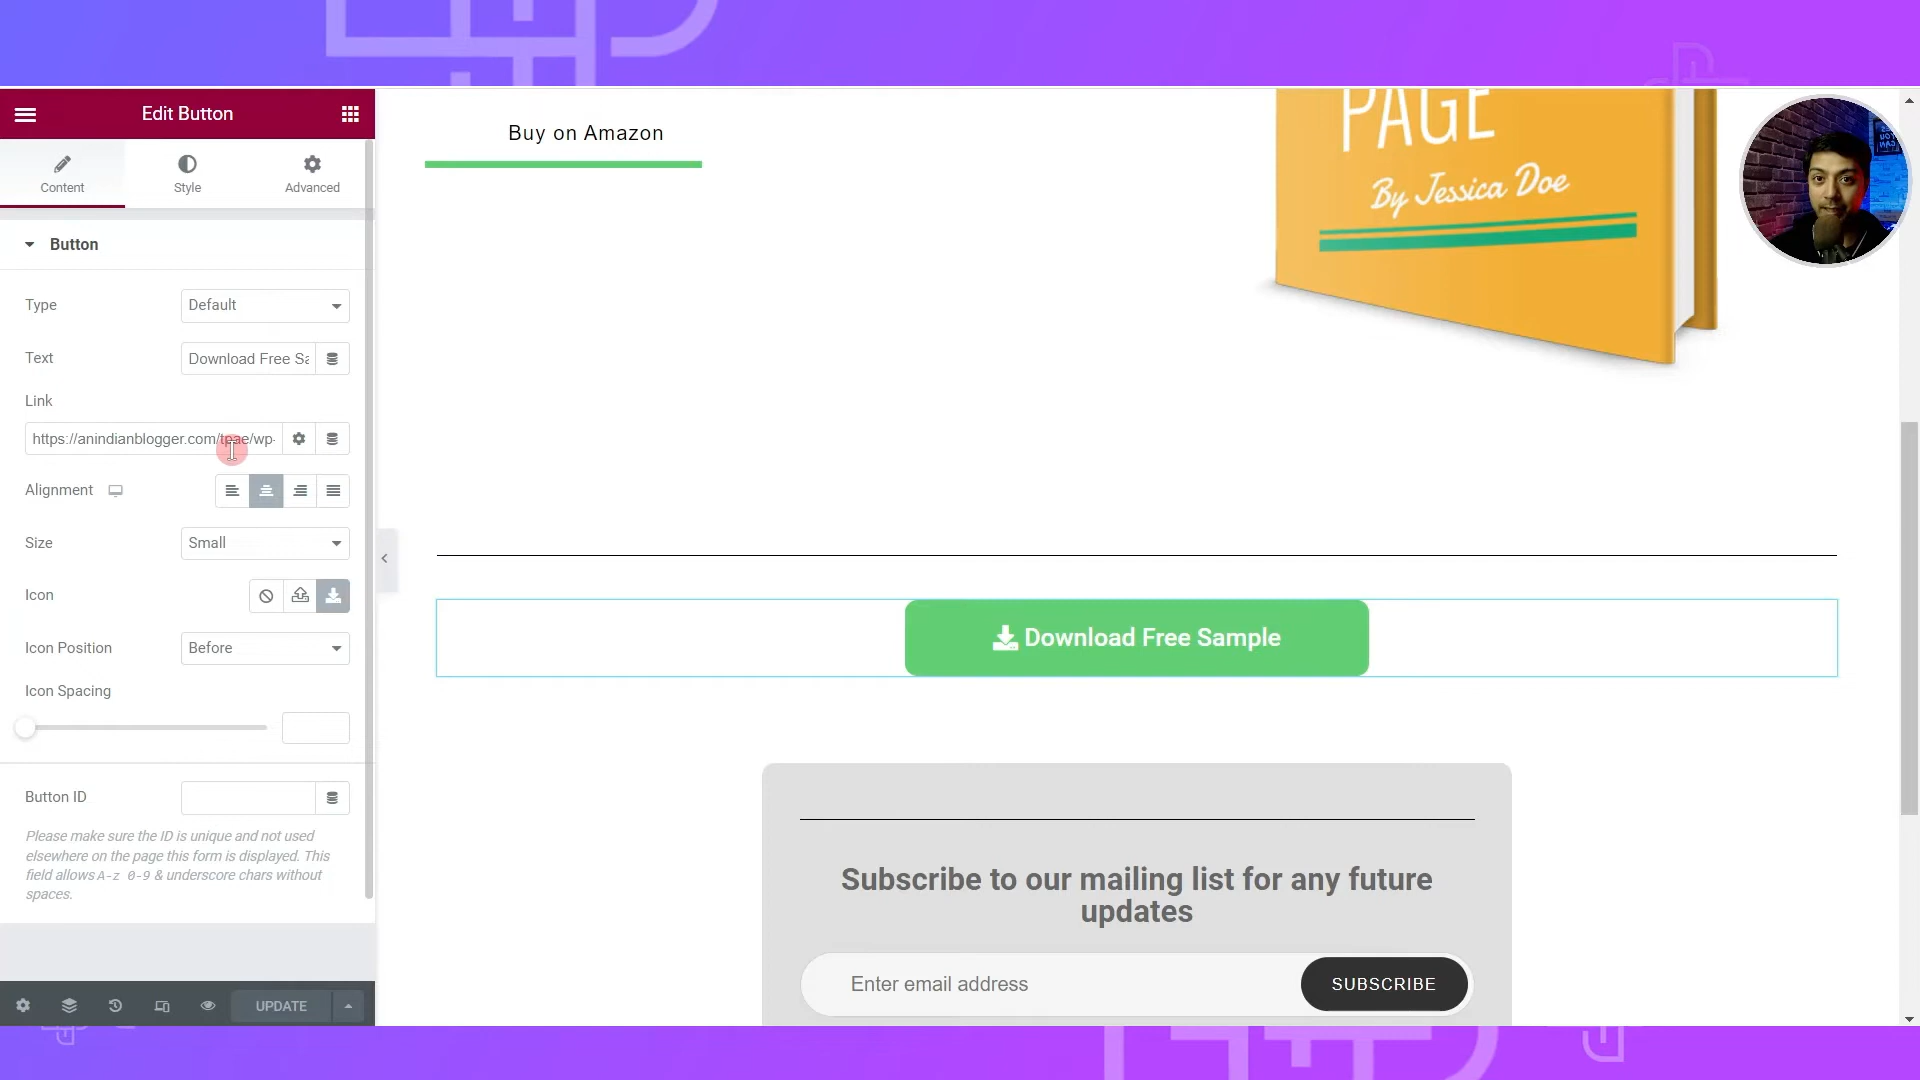 Edit Button
Content
Style
Advanced
Button
Type
Default
Text
Download Free Sa
Link
https://anindianblogger.com/tpae/wp-
Alignment
Size
Small
Icon
Icon Position
Before
Icon Spacing
Button ID
Please make sure the ID is unique and not used
elsewhere on the page this form is displayed. This
field allows A-z 0-9 & underscore chars without
spaces.
UPDATE
Buy on Amazon
PAGE
By Jessica Doe
Download Free Sample
Subscribe to our mailing list for any future
updates
Enter email address
SUBSCRIBE